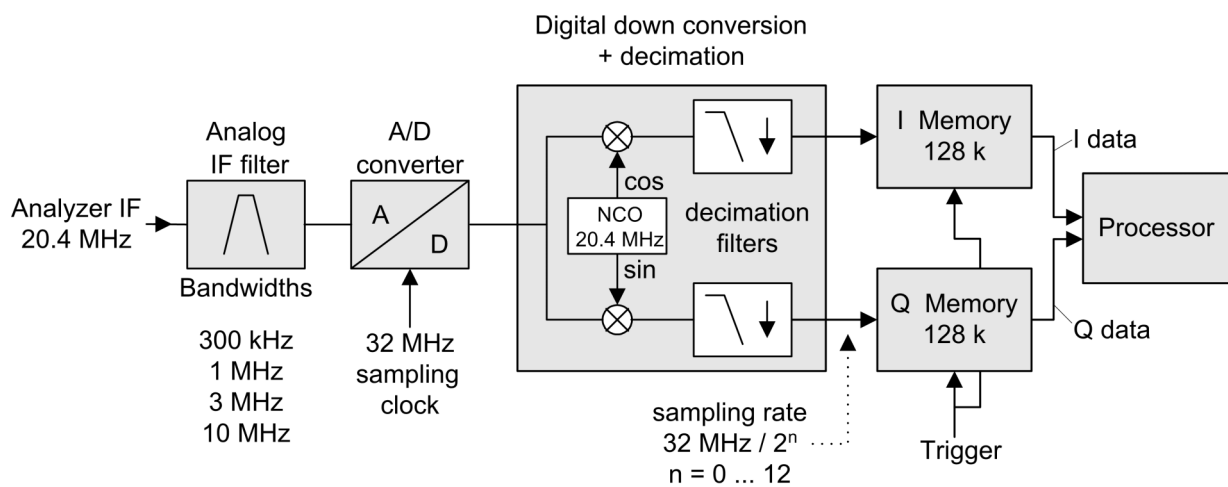 Digital down conversion
+ decimation
Analog
IF filter
A/D
converter
I Memory
128 k
I data
Analyzer IF
20.4 MHz
A
D
cos
NCO
20.4 MHz
sin
decimation
filters
Processor
Bandwidths
300 kHz
1 MHz
3 MHz
10 MHz
32 MHz
sampling
clock
Q Memory
128 k
Q data
sampling rate
32 MHz / 2ⁿ
n = 0 ... 12
Trigger